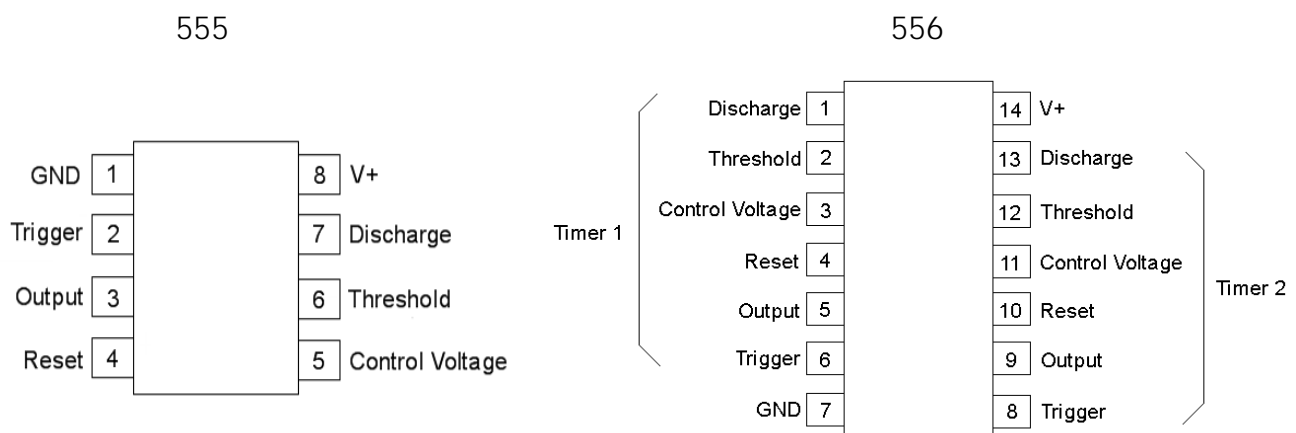 555
GND 1
Trigger 2
Output 3
Reset 4
8 V+
7 Discharge
6 Threshold
5 Control Voltage
556
Timer 1
Discharge 1
Threshold 2
Control Voltage 3
Reset 4
Output 5
Trigger 6
GND 7
14 V+
13 Discharge
12 Threshold
11 Control Voltage
10 Reset
9 Output
8 Trigger
Timer 2